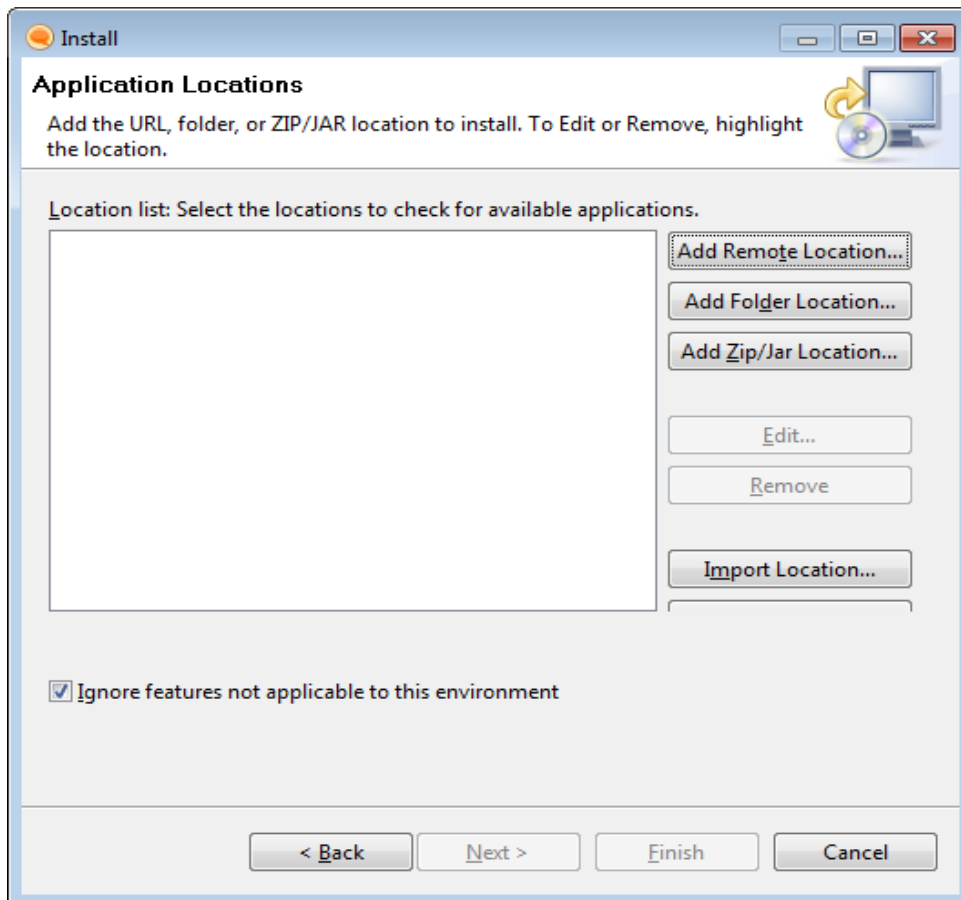 Install
Application Locations
Add the URL, folder, or ZIP/JAR location to install. To Edit or Remove, highlight
the location.
Location list: Select the locations to check for available applications.
Add Remote Location...
Add Folder Location...
Add Zip/Jar Location...
Edit...
Remove
Import Location...
Ignore features not applicable to this environment
< Back
Next >
Finish
Cancel